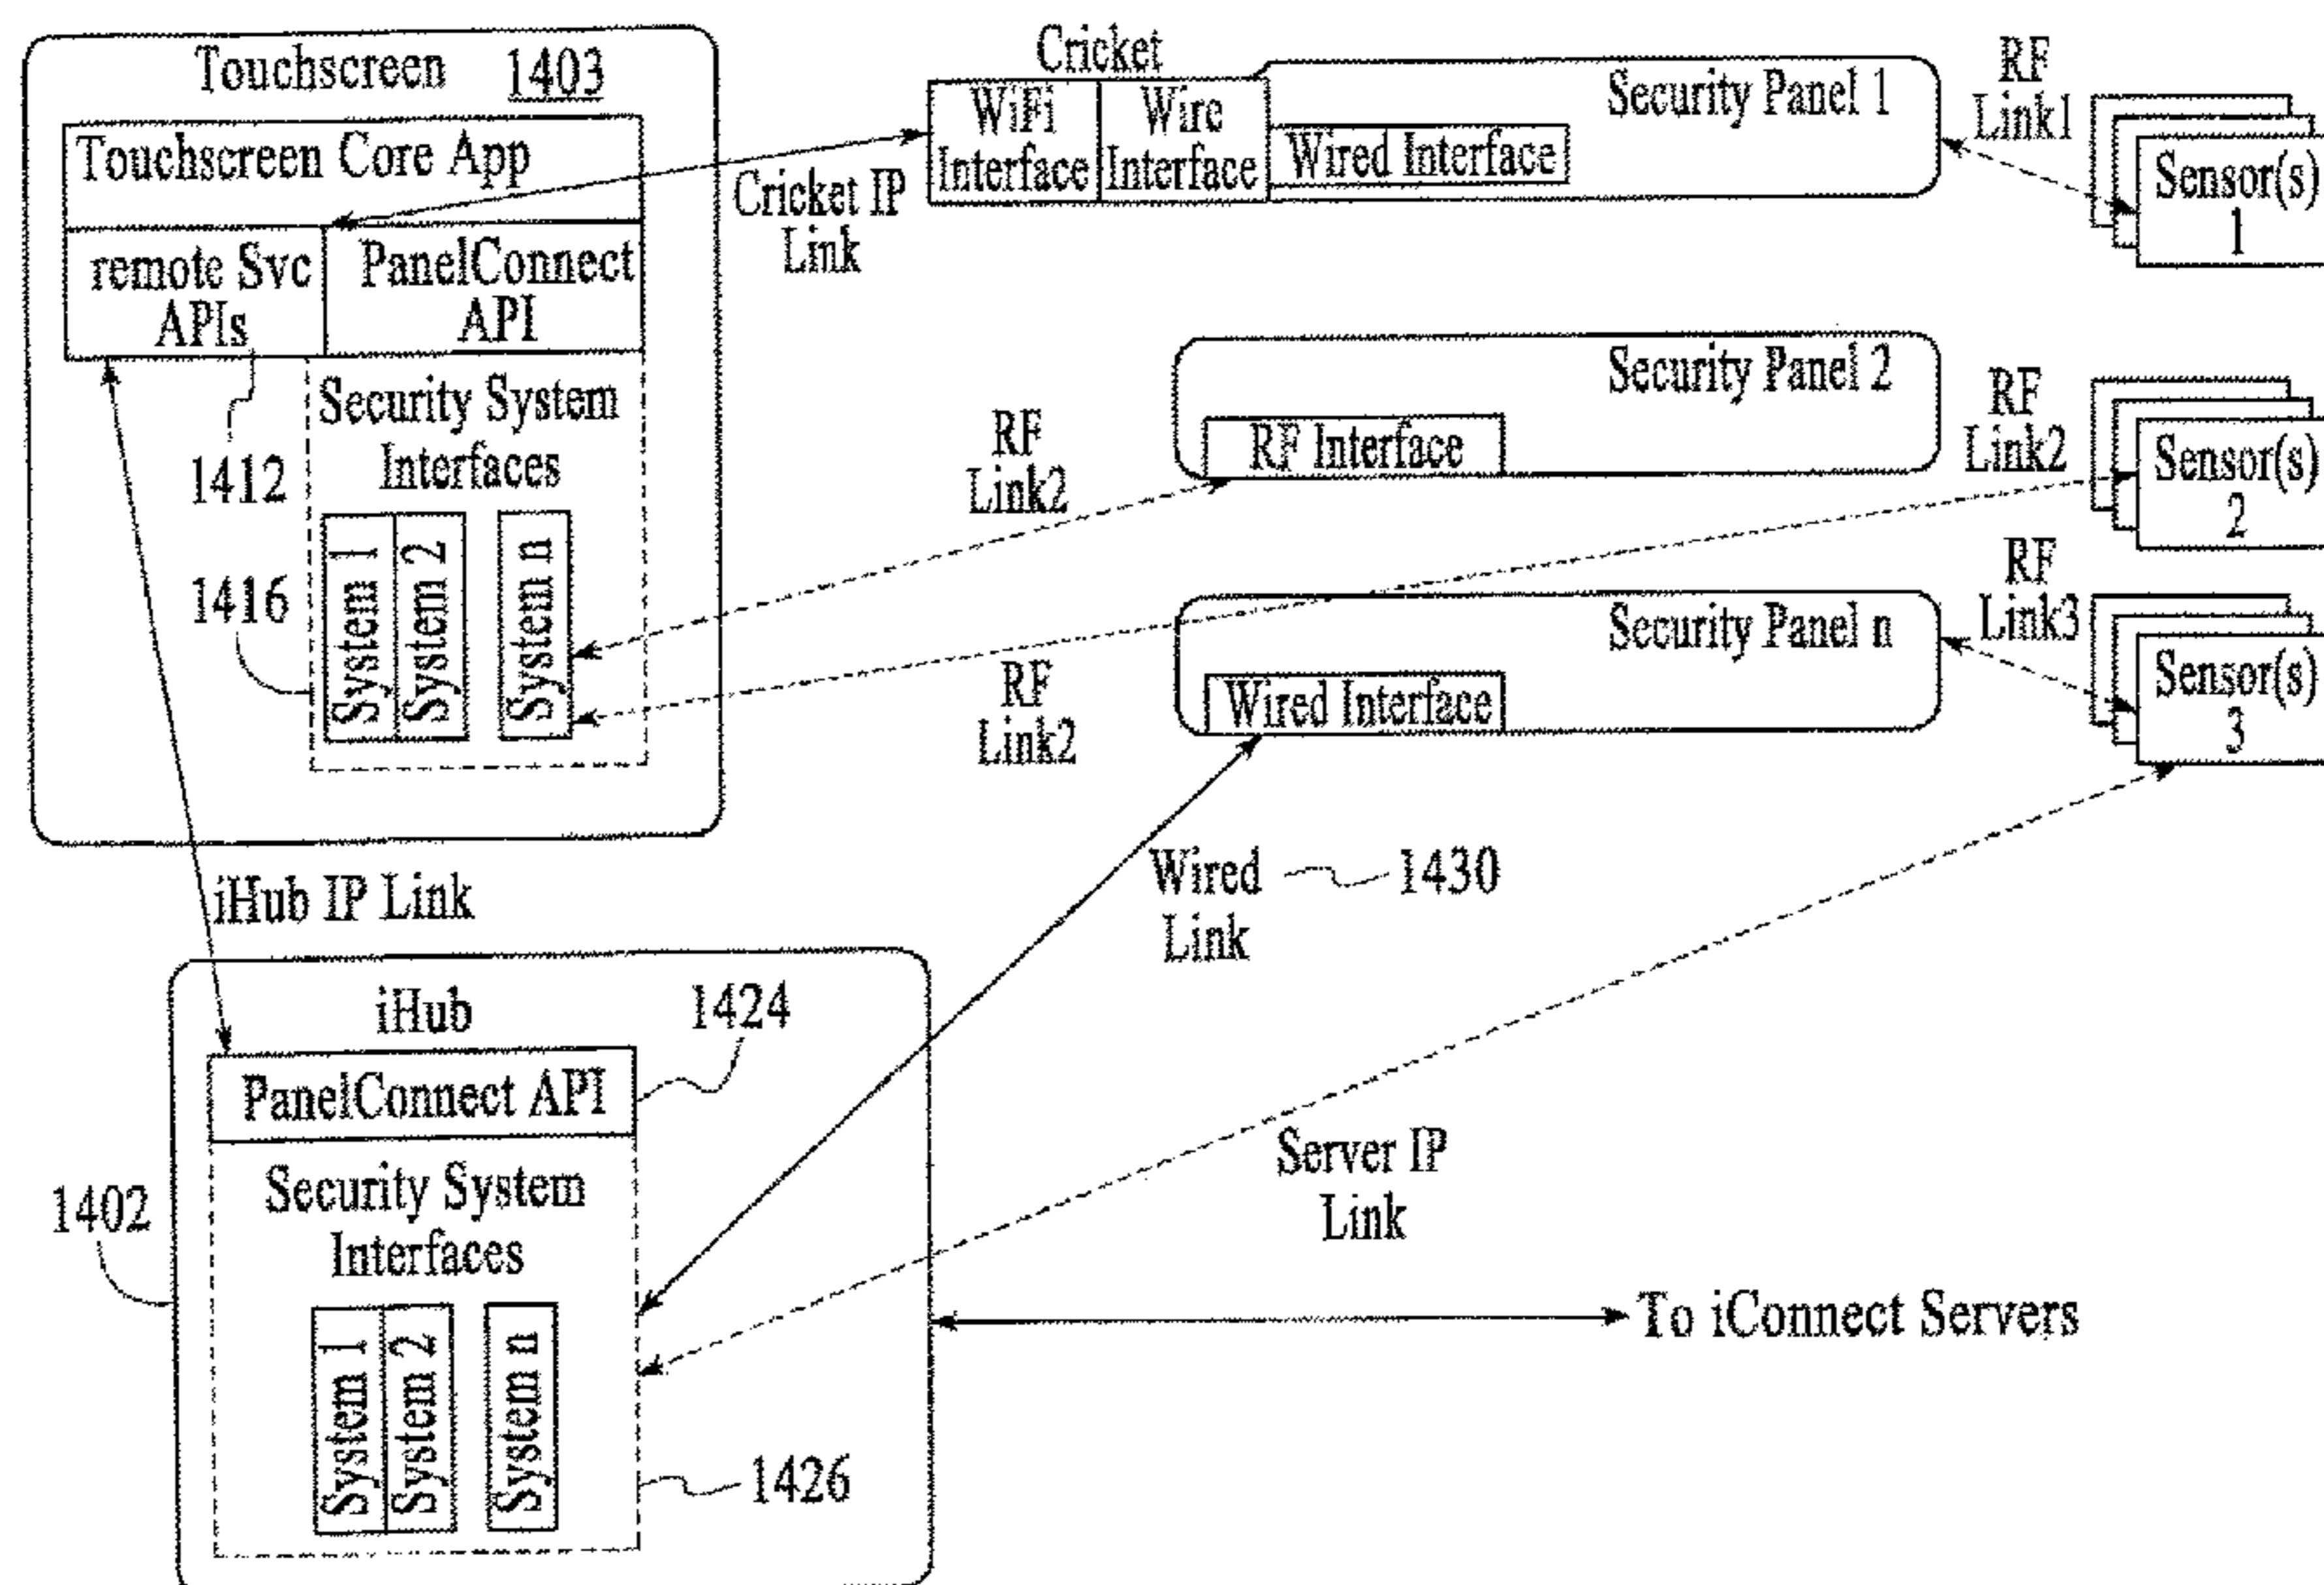 Touchscreen 1403
Touchscreen Core App
remote Svc
APIs
PanelConnect
API
Security System
Interfaces
1412
1416
System 1
System 2
System n
Cricket
WiFi
Interface
Wire
Interface
Wired Interface
Security Panel 1
Cricket IP
Link
RF
Link1
Sensor(s)
1
Security Panel 2
RF Interface
RF
Link2
RF
Link2
Sensor(s)
2
Security Panel n
Wired Interface
RF
Link2
RF
Link3
Sensor(s)
3
Wired
Link
1430
iHub IP Link
iHub
1424
PanelConnect API
Security System
Interfaces
1402
System 1
System 2
System n
1426
Server IP
Link
To iConnect Servers